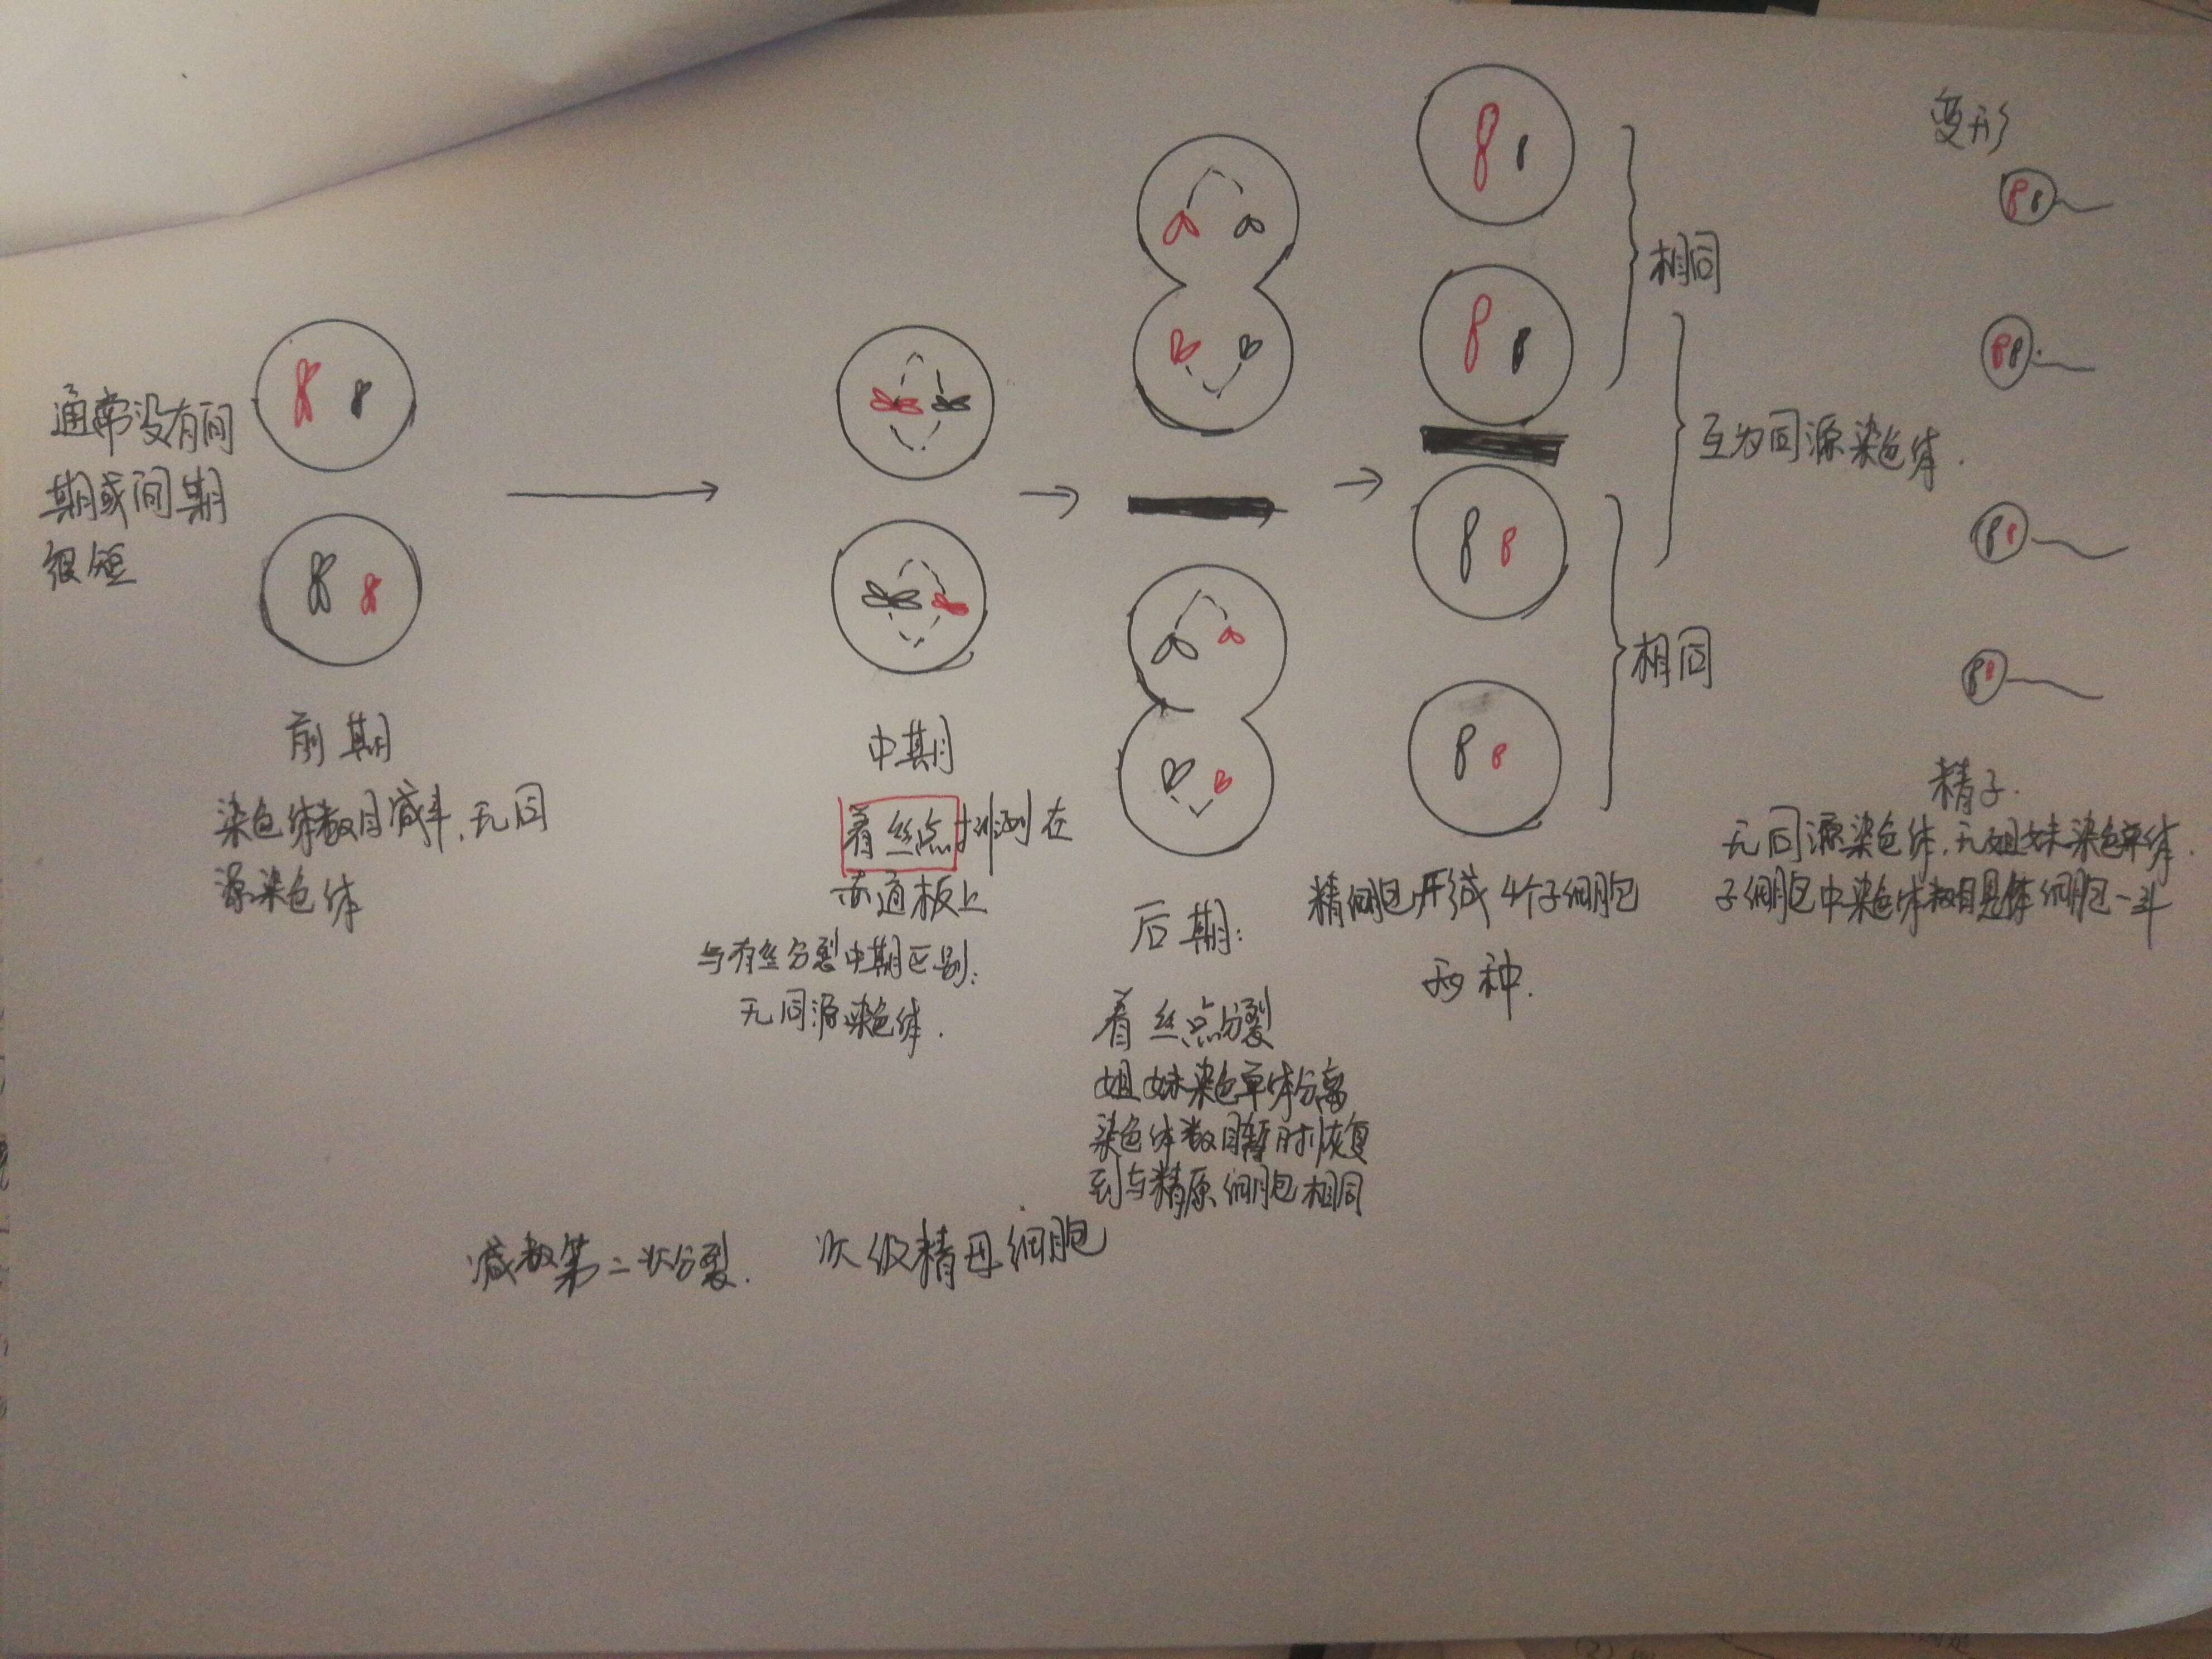 变形
相同
通常没有间
期或间期
很短
互为同源染色体.
相同
前期
染色体数目减半,无同
源染色体
中期
着丝点排列在
赤道板上
与有丝分裂中期区别:
无同源染色体.
后期:
着丝点分裂
姐妹染色单体分离
染色体数目暂时恢复
到与精原细胞相同
精细胞形成4个子细胞
两种.
精子.
无同源染色体,无姐妹染色单体.
子细胞中染色体数目是体细胞一半
减数第二次分裂. 次级精母细胞